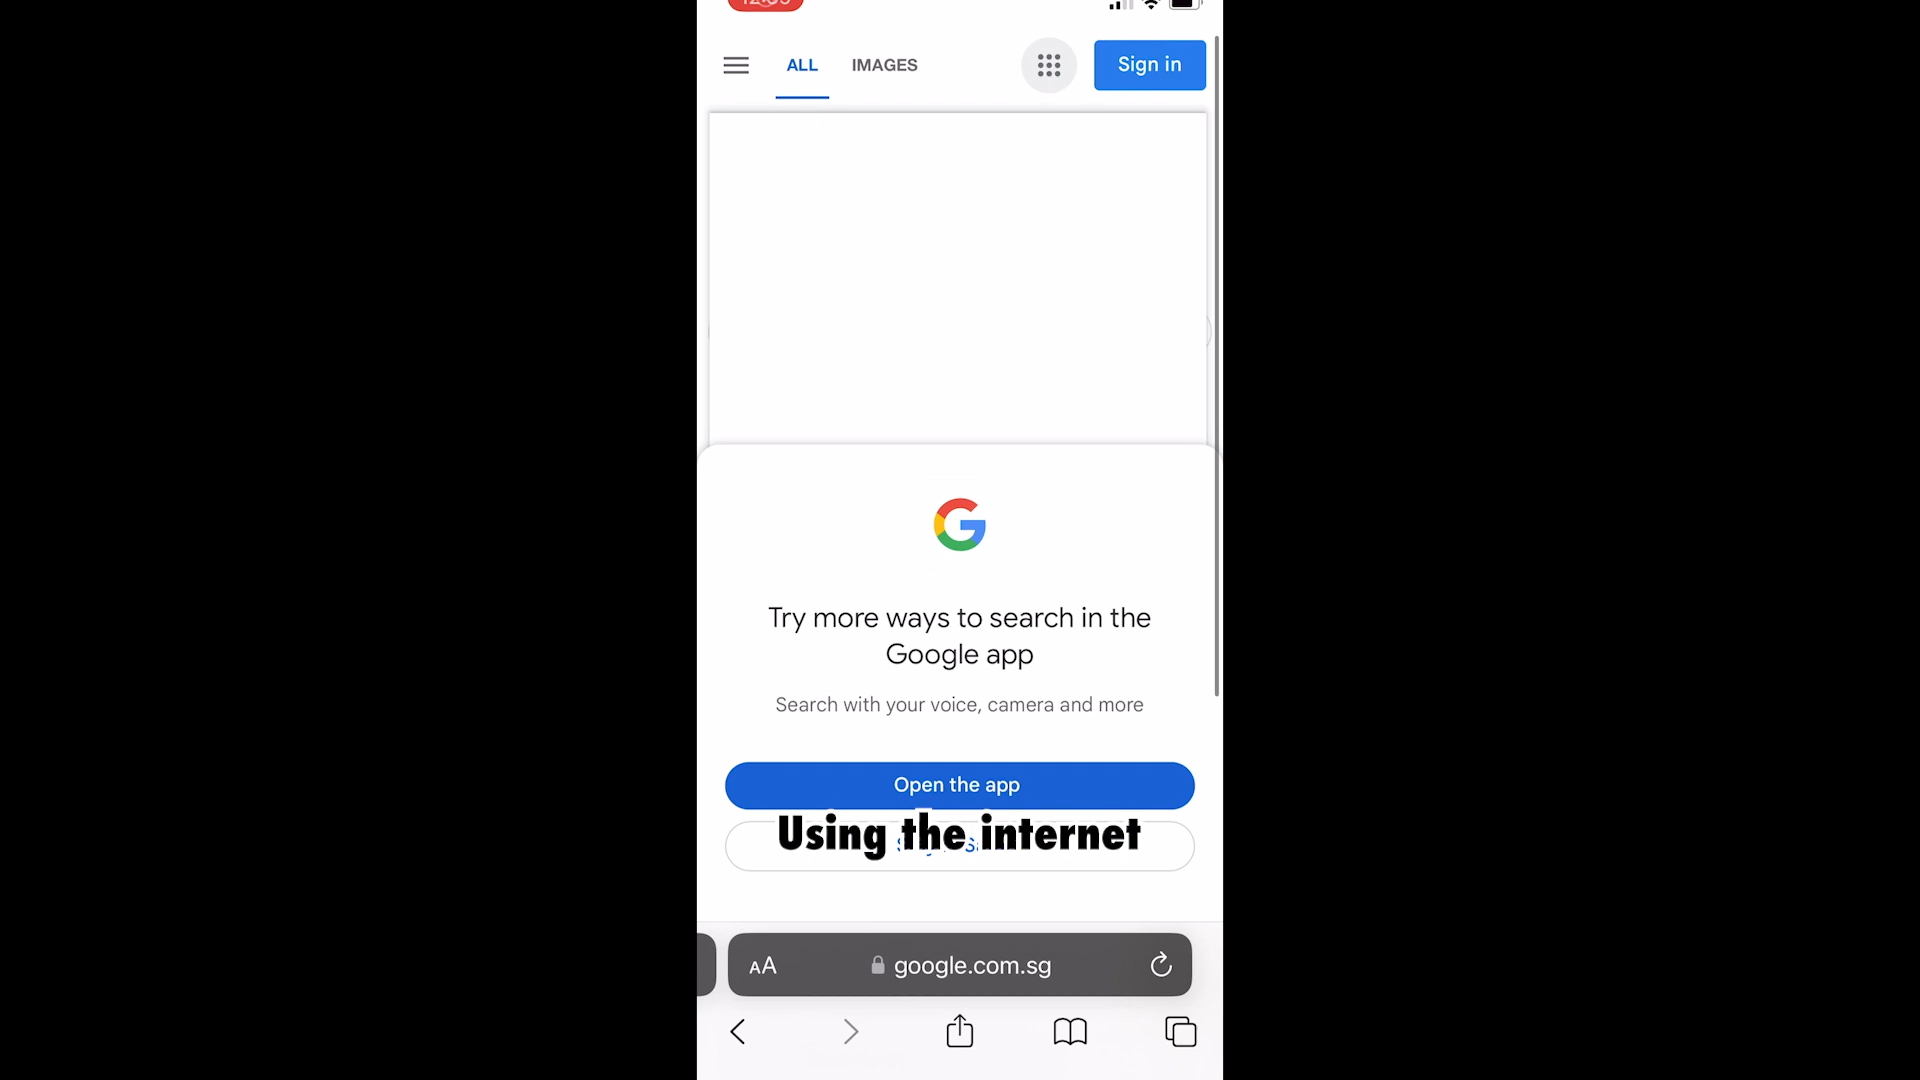 ALL IMAGES Sign in
Try more ways to search in the
Google app
Search with your voice, camera and more
Open the app
Using the internet
AA google.com.sg